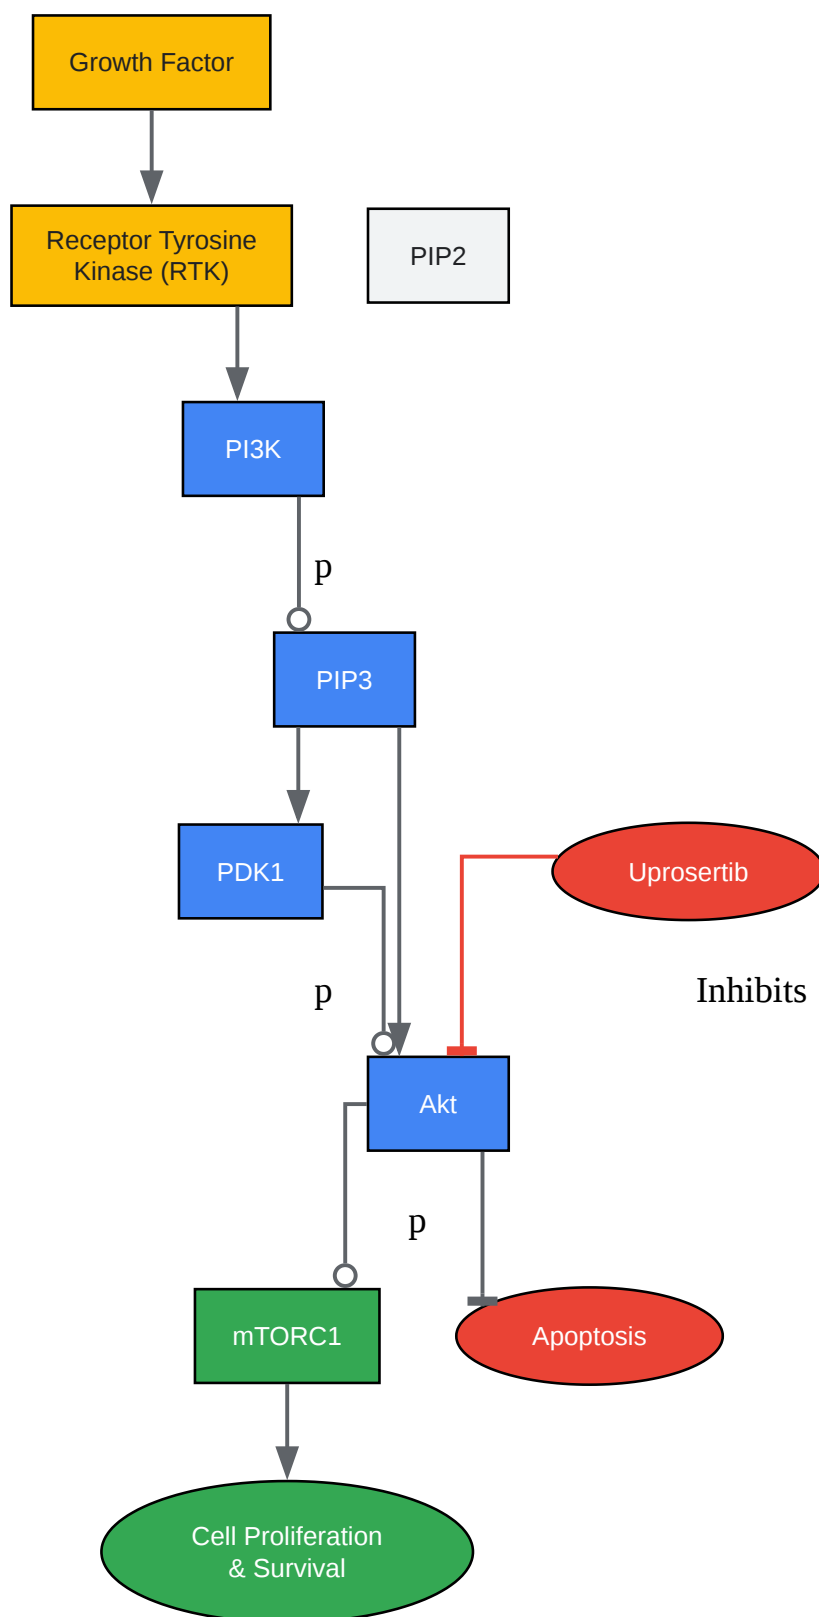 Growth Factor
Receptor Tyrosine
Kinase (RTK)
PIP2
PI3K
p
PIP3
PDK1
Uprosertib
p
Inhibits
Akt
p
mTORC1
Apoptosis
Cell Proliferation
& Survival